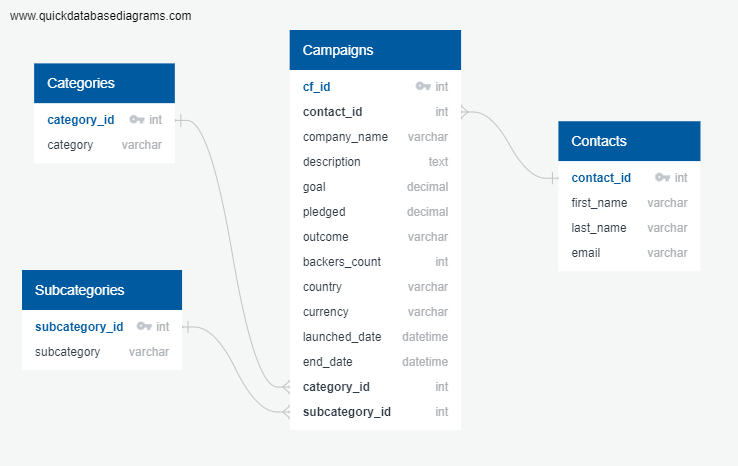 www.quickdatabasediagrams.com
Categories
category_id int
category varchar
Subcategories
subcategory_id int
subcategory varchar
Campaigns
cf_id int
contact_id int
company_name varchar
description text
goal decimal
pledged decimal
outcome varchar
backers_count int
country varchar
currency varchar
launched_date datetime
end_date datetime
category_id int
subcategory_id int
Contacts
contact_id int
first_name varchar
last_name varchar
email varchar